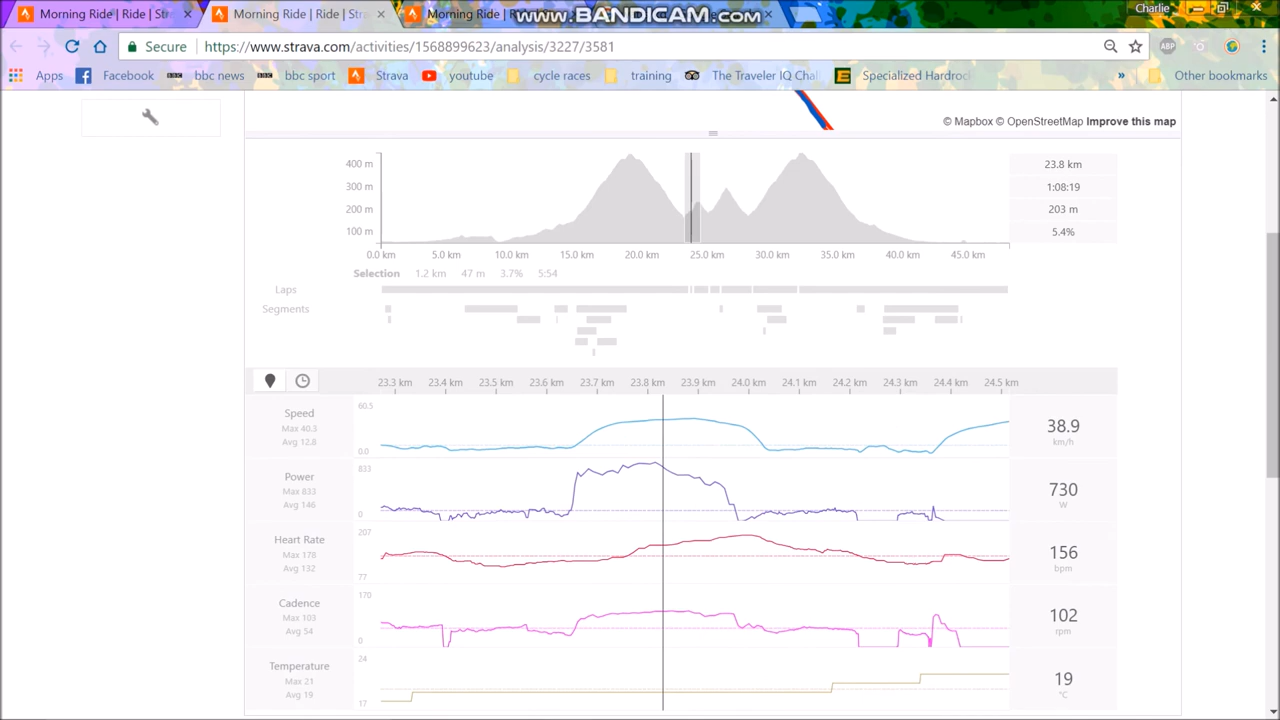 Morning Ride | Ride | Str
Morning Ride | Ride | Stra
Morning Ride | R
www.BANDICAM.com
Charlie
Secure
https://www.strava.com/activities/1568899623/analysis/3227/3581
ABP
Apps
Facebook
bbc news
bbc sport
Strava
youtube
cycle races
training
The Traveler IQ Chal
Specialized Hardroc
»
Other bookmarks
© Mapbox © OpenStreetMap Improve this map
400 m
300 m
200 m
100 m
23.8 km
1:08:19
203 m
5.4%
0.0 km 5.0 km 10.0 km 15.0 km 20.0 km 25.0 km 30.0 km 35.0 km 40.0 km 45.0 km
Selection 1.2 km 47 m 3.7% 5:54
Laps
Segments
23.3 km 23.4 km 23.5 km 23.6 km 23.7 km 23.8 km 23.9 km 24.0 km 24.1 km 24.2 km 24.3 km 24.4 km 24.5 km
Speed
Max 40.3
Avg 12.8
60.5
0.0
38.9
km/h
Power
Max 833
Avg 146
833
0
730
W
Heart Rate
Max 178
Avg 132
207
77
156
bpm
Cadence
Max 103
Avg 54
170
0
102
rpm
Temperature
Max 21
Avg 19
24
17
19
°C